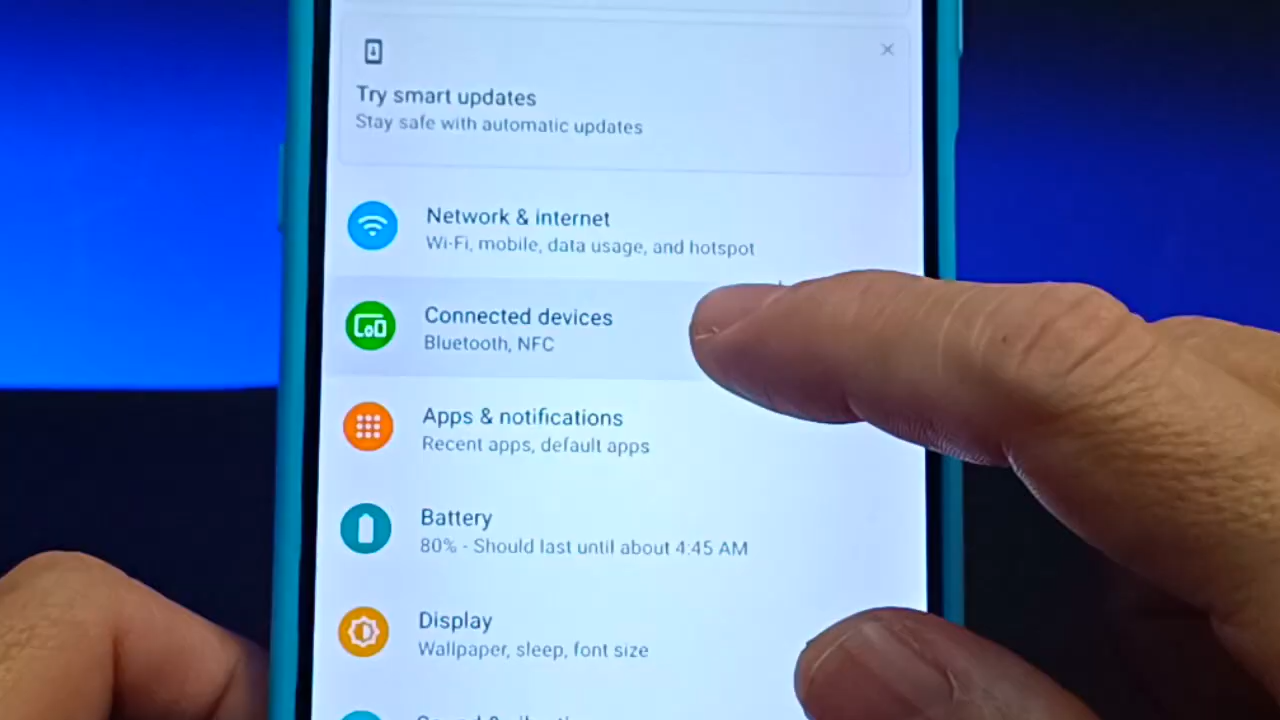 Try smart updates
Stay safe with automatic updates
Network & internet
Wi-Fi, mobile, data usage, and hotspot
Connected devices
Bluetooth, NFC
Apps & notifications
Recent apps, default apps
Battery
80% - Should last until about 4:45 AM
Display
Wallpaper, sleep, font size